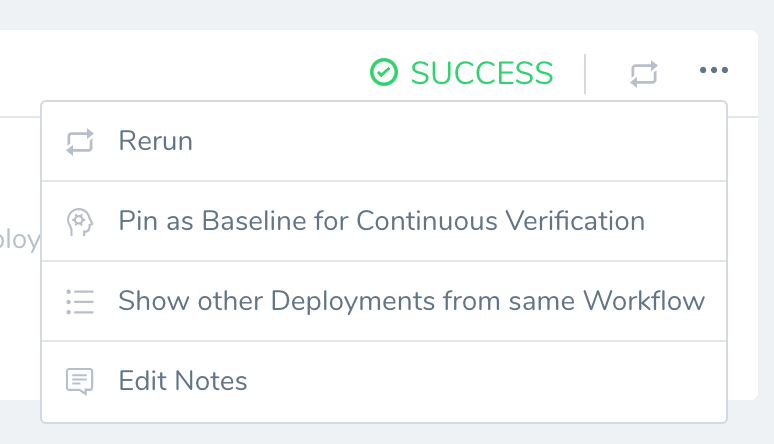 SUCCESS
Rerun
Pin as Baseline for Continuous Verification
ploy
Show other Deployments from same Workflow
Edit Notes